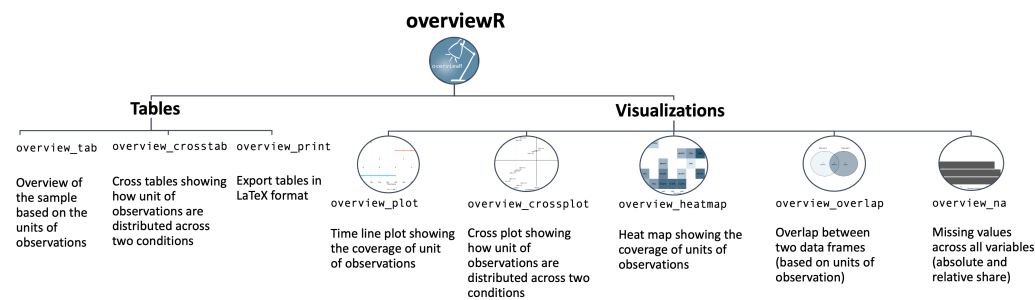 overviewR
overviewR
Tables
Visualizations
overview_tab
overview_crosstab
overview_print
Overview of
the sample
based on the
units of
observations
Cross tables showing
how unit of
observations are
distributed across
two conditions
Export tables in
LaTeX format
overview_plot
overview_crossplot
overview_heatmap
overview_overlap
overview_na
Time line plot showing
the coverage of unit
of observations
Cross plot showing
how unit of
observations are
distributed across two
conditions
Heat map showing the
coverage of units of
observations
Overlap between
two data frames
(based on units of
observation)
Missing values
across all variables
(absolute and
relative share)